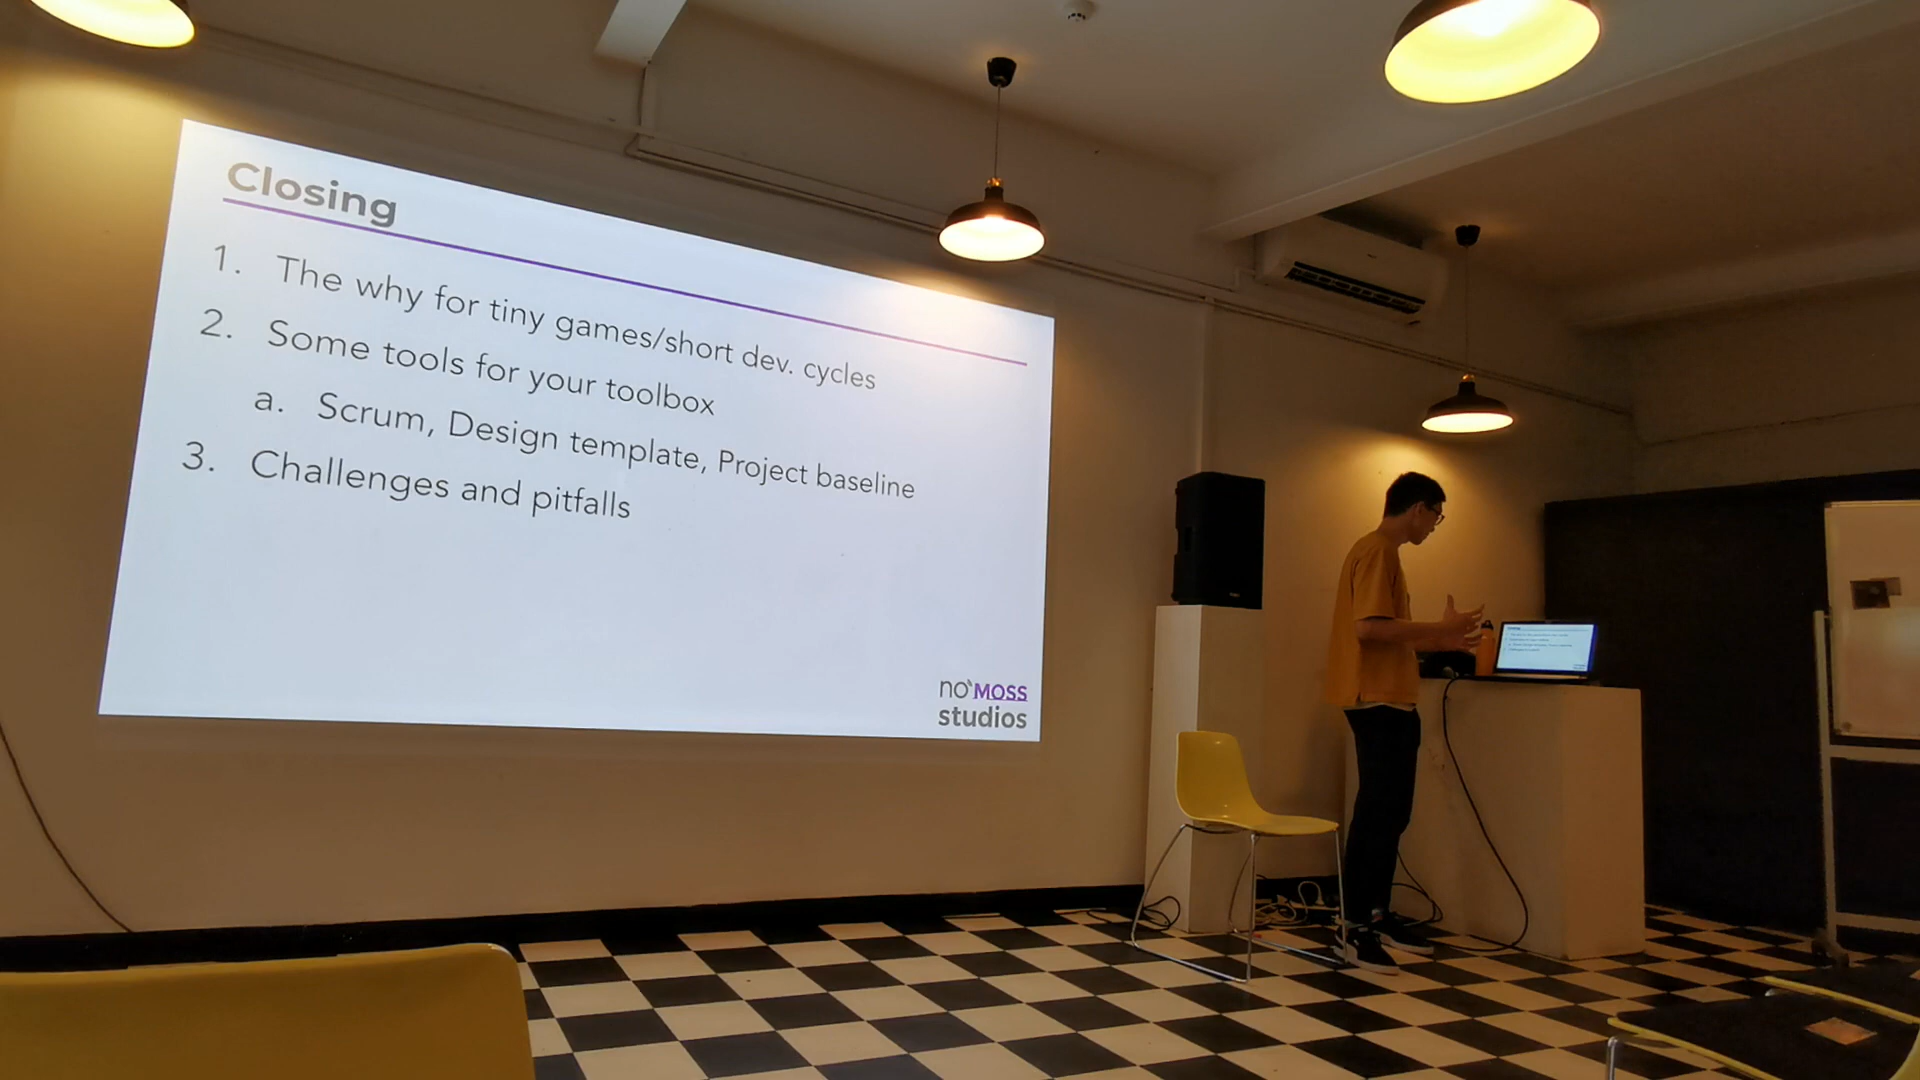 Closing
1. The why for tiny games/short dev. cycles
2. Some tools for your toolbox
a. Scrum, Design template, Project baseline
3. Challenges and pitfalls
no'MOSS
studios